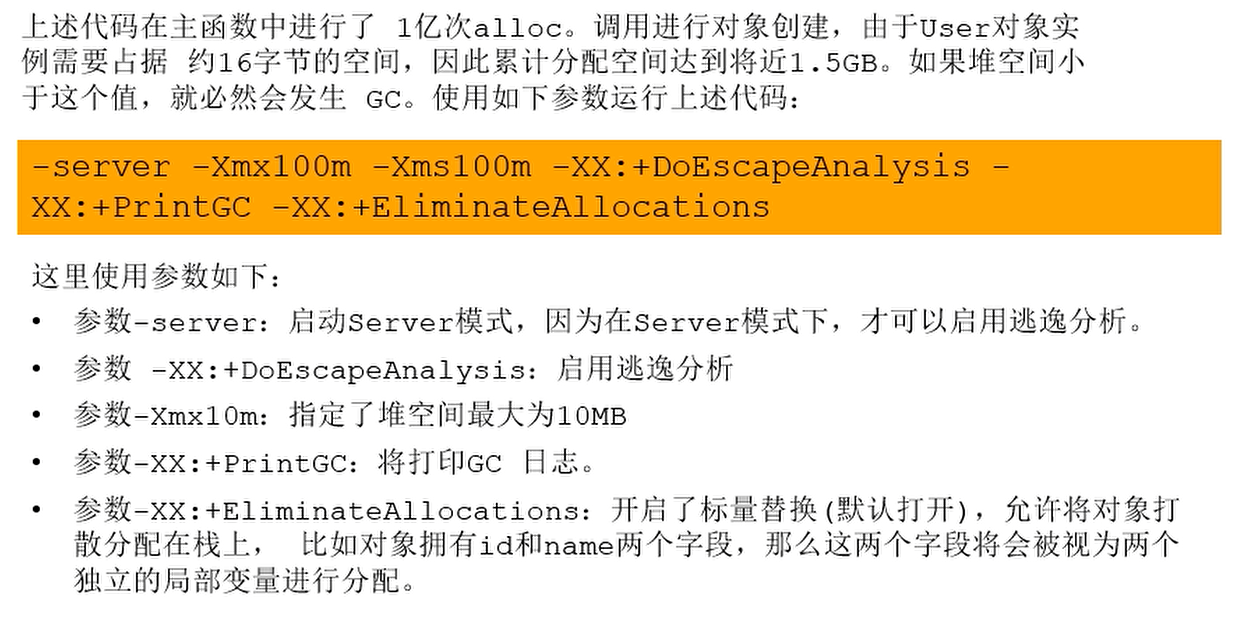 上述代码在主函数中进行了 1亿次alloc。调用进行对象创建，由于User对象实
例需要占据 约16字节的空间，因此累计分配空间达到将近1.5GB。如果堆空间小
于这个值，就必然会发生 GC。使用如下参数运行上述代码：
-server -Xmx100m -Xms100m -XX:+DoEscapeAnalysis -
XX:+PrintGC -XX:+EliminateAllocations
这里使用参数如下：
• 参数-server：启动Server模式，因为在Server模式下，才可以启用逃逸分析。
• 参数 -XX:+DoEscapeAnalysis：启用逃逸分析
• 参数-Xmx10m：指定了堆空间最大为10MB
• 参数-XX:+PrintGC：将打印GC 日志。
• 参数-XX:+EliminateAllocations：开启了标量替换(默认打开)，允许将对象打
散分配在栈上， 比如对象拥有id和name两个字段，那么这两个字段将会被视为两个
独立的局部变量进行分配。